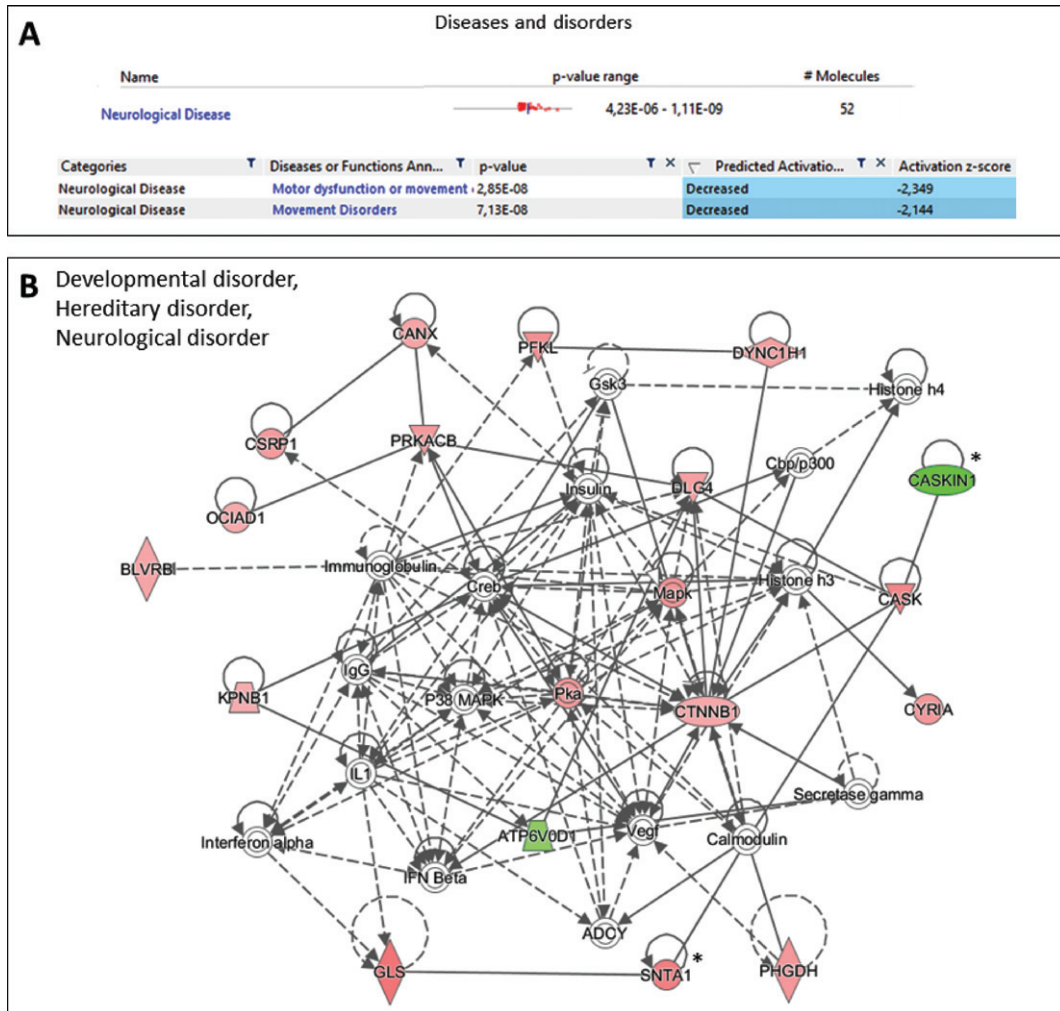 A
Diseases and disorders
Name p-value range # Molecules
Neurological Disease 4,23E-06 - 1,11E-09 52
Categories Diseases or Functions Ann... p-value Predicted Activatio... Activation z-score
Neurological Disease Motor dysfunction or movement 2,85E-08 Decreased -2,349
Neurological Disease Movement Disorders 7,13E-08 Decreased -2,144
B
Developmental disorder,
Hereditary disorder,
Neurological disorder
CANX
PFKL
DYNC1H1
Gsk3
Histone h4
CSRP1
PRKACB
Cbp/p300
CASKIN1
*
Insulin
DLG4
OCIAD1
BLVRB
Immunoglobulin
Creb
Mapk
Histone h3
CASK
IgG
KPNB1
P38 MAPK
Pka
CTNNB1
CYRIA
IL1
Secretase gamma
Interferon alpha
ATP6V0D1
Vegf
Calmodulin
IFN Beta
ADCY
GLS
SNTA1
*
PHGDH